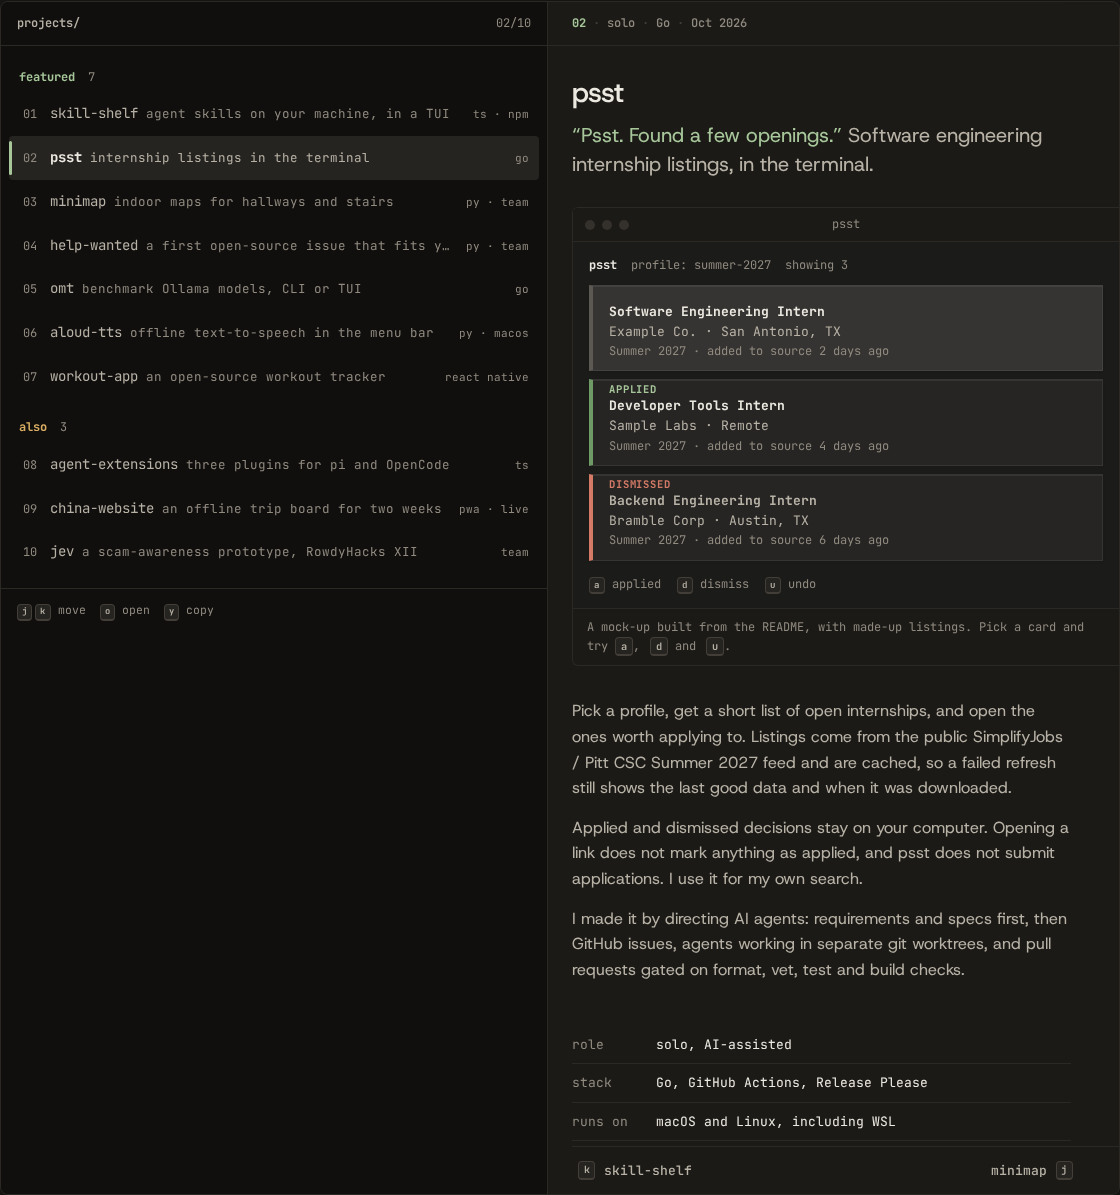 projects/ 02/10
featured 7
01 skill-shelf agent skills on your machine, in a TUI ts · npm
02 psst internship listings in the terminal go
03 minimap indoor maps for hallways and stairs py · team
04 help-wanted a first open-source issue that fits y… py · team
05 omt benchmark Ollama models, CLI or TUI go
06 aloud-tts offline text-to-speech in the menu bar py · macos
07 workout-app an open-source workout tracker react native
also 3
08 agent-extensions three plugins for pi and OpenCode ts
09 china-website an offline trip board for two weeks pwa · live
10 jev a scam-awareness prototype, RowdyHacks XII team
j k move o open y copy
02 · solo · Go · Oct 2026
psst
“Psst. Found a few openings.” Software engineering
internship listings, in the terminal.
psst
psst profile: summer-2027 showing 3
Software Engineering Intern
Example Co. · San Antonio, TX
Summer 2027 · added to source 2 days ago
APPLIED
Developer Tools Intern
Sample Labs · Remote
Summer 2027 · added to source 4 days ago
DISMISSED
Backend Engineering Intern
Bramble Corp · Austin, TX
Summer 2027 · added to source 6 days ago
a applied d dismiss u undo
A mock-up built from the README, with made-up listings. Pick a card and
try a, d and u.
Pick a profile, get a short list of open internships, and open the
ones worth applying to. Listings come from the public SimplifyJobs
/ Pitt CSC Summer 2027 feed and are cached, so a failed refresh
still shows the last good data and when it was downloaded.
Applied and dismissed decisions stay on your computer. Opening a
link does not mark anything as applied, and psst does not submit
applications. I use it for my own search.
I made it by directing AI agents: requirements and specs first, then
GitHub issues, agents working in separate git worktrees, and pull
requests gated on format, vet, test and build checks.
role solo, AI-assisted
stack Go, GitHub Actions, Release Please
runs on macOS and Linux, including WSL
k skill-shelf minimap j